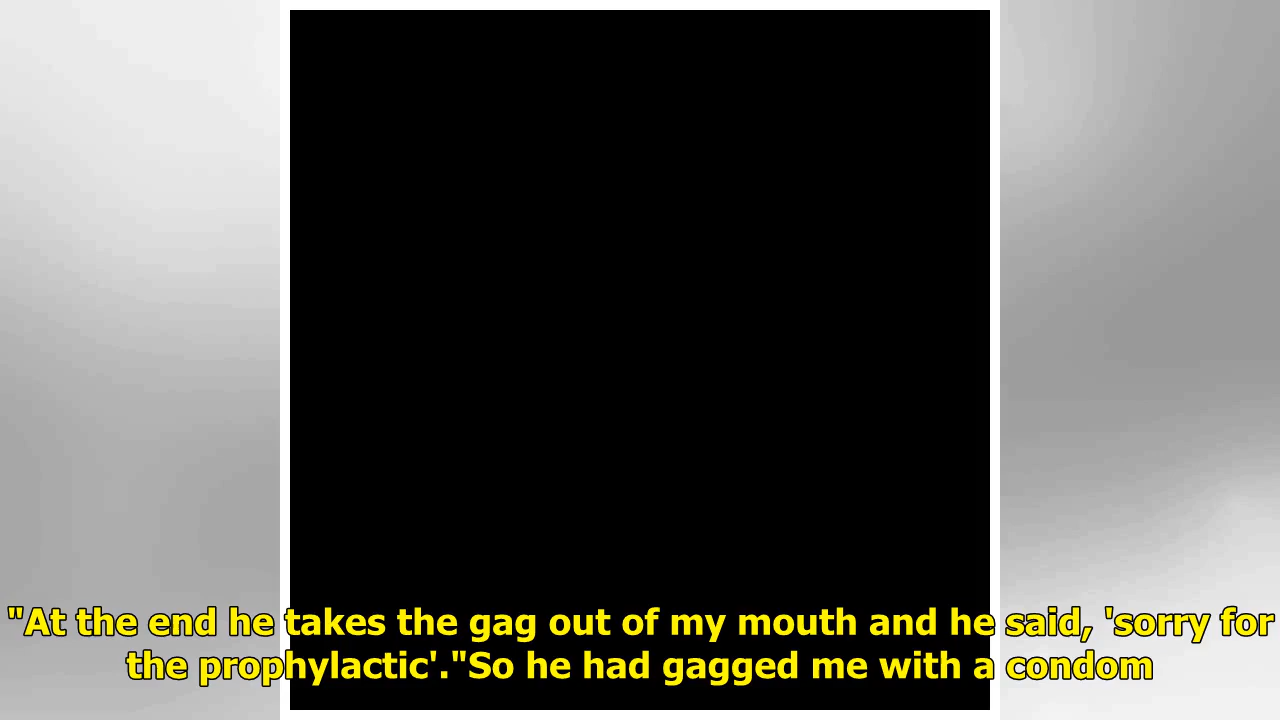 "At the end he takes the gag out of my mouth and he said, 'sorry for
the prophylactic'."So he had gagged me with a condom